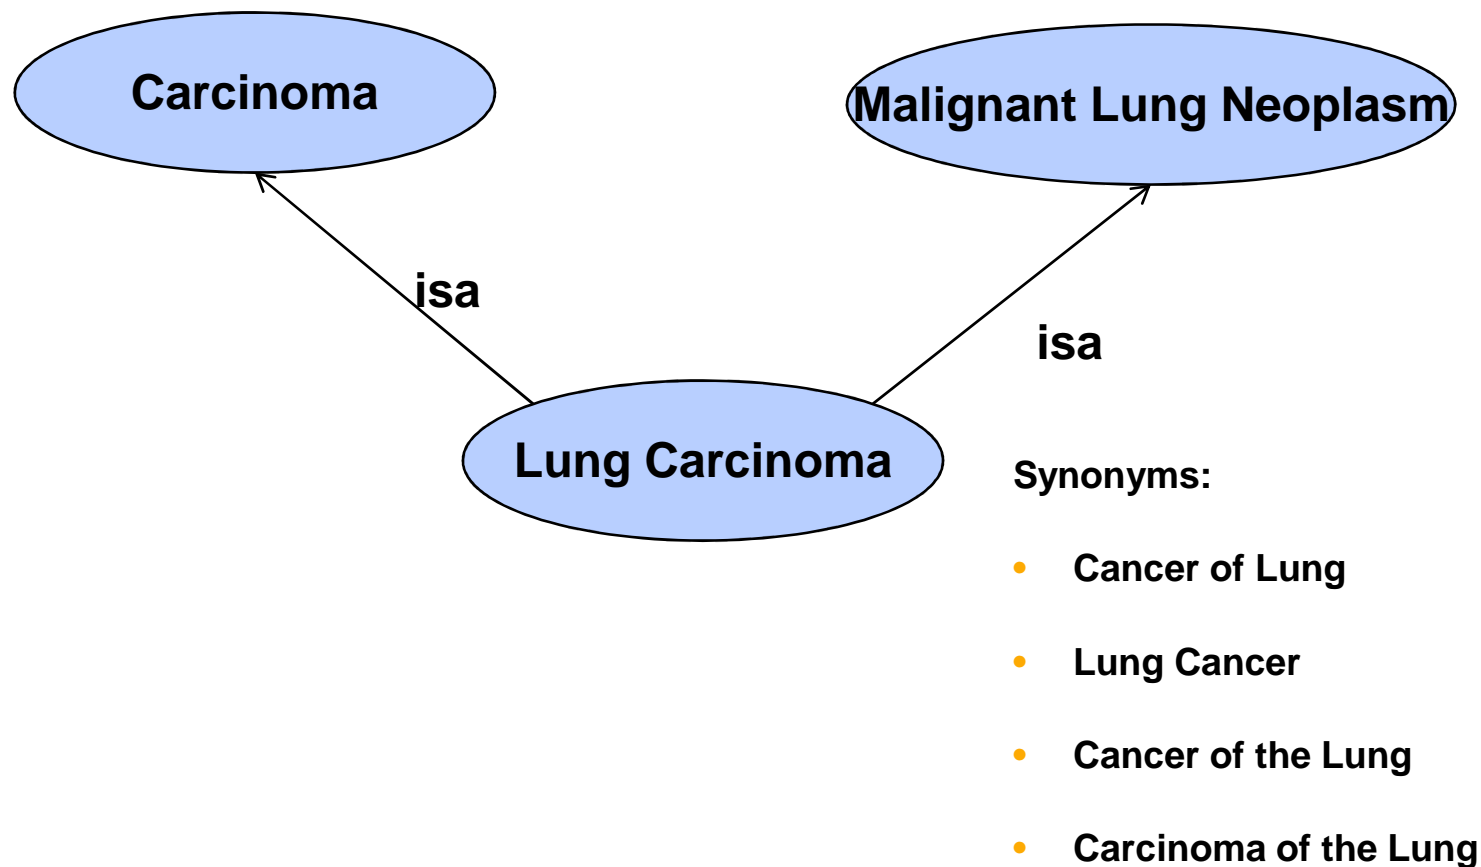 Carcinoma
Malignant Lung Neoplasm
isa
isa
Lung Carcinoma
Synonyms:
• Cancer of Lung
• Lung Cancer
• Cancer of the Lung
• Carcinoma of the Lung